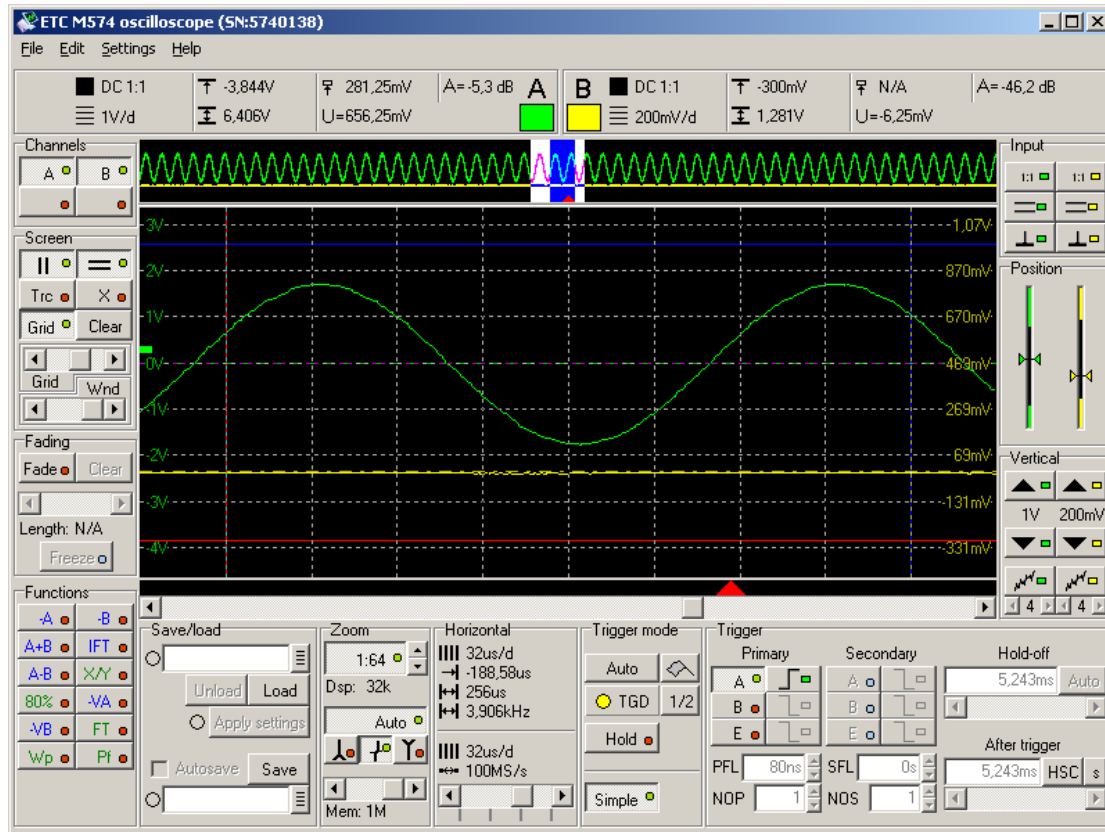 ETC M574 oscilloscope (SN:5740138)
File Edit Settings Help
DC 1:1 -3,844V 281,25mV A=-5,3 dB A B DC 1:1 -300mV N/A A=-46,2 dB
1V/d 6,406V U=656,25mV 200mV/d 1,281V U=-6,25mV
Channels
A B
Screen
Trc X
Grid Clear
Grid Wnd
Fading
Fade Clear
Length: N/A
Freeze
Functions
-A -B
A+B IFT
A-B X/Y
80% -VA
-VB FT
Wp Pf
3V 1,07V
2V 870mV
1V 670mV
0V 469mV
-1V 269mV
-2V 69mV
-3V -131mV
-4V -331mV
Input
1:1 1:1
Position
Vertical
1V 200mV
4 4
Save/load
Unload Load
Apply settings
Autosave Save
Zoom
1:64
Dsp: 32k
Auto
Mem: 1M
Horizontal
32us/d
-188,58us
256us
3,906kHz
32us/d
100MS/s
Trigger mode
Auto
TGD 1/2
Hold
Simple
Trigger
Primary Secondary Hold-off
A A 5,243ms Auto
B B
E E After trigger
PFL 80ns SFL 0s 5,243ms HSC s
NOP 1 NOS 1